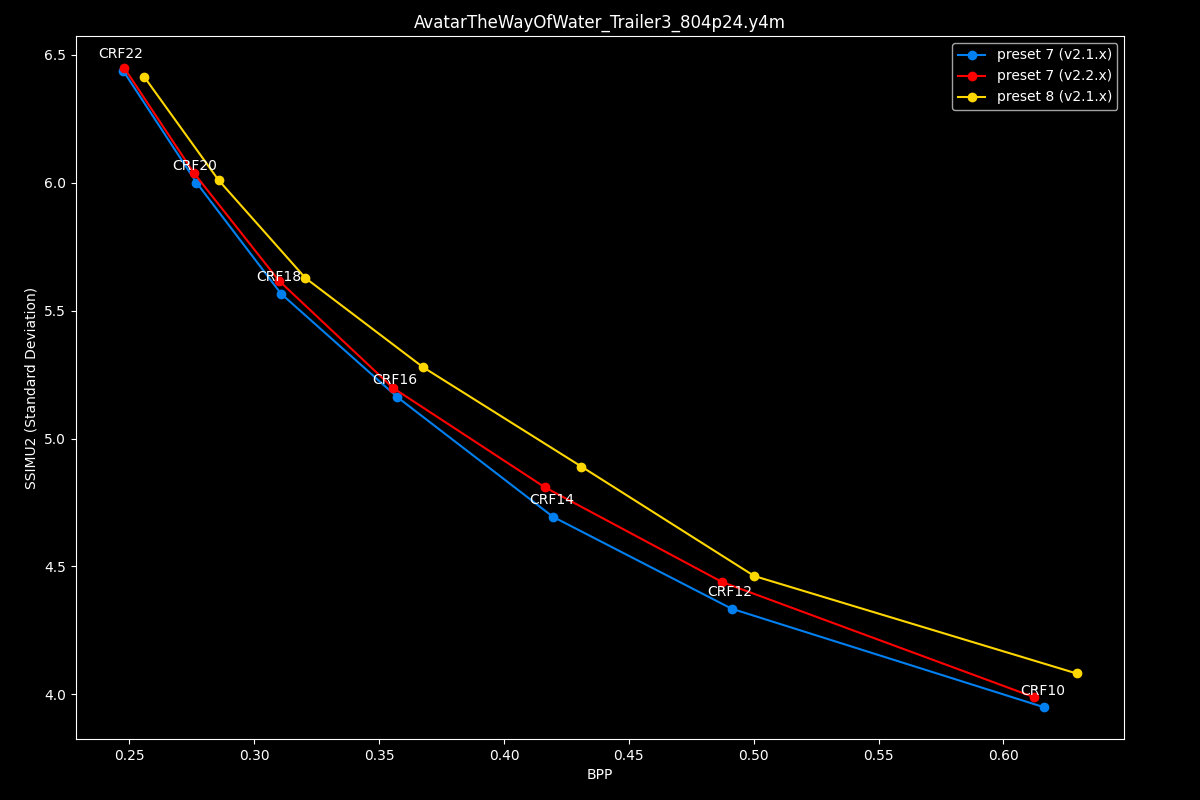 AvatarTheWayOfWater_Trailer3_804p24.y4m
preset 7 (v2.1.x)
preset 7 (v2.2.x)
preset 8 (v2.1.x)
CRF22
CRF20
CRF18
CRF16
CRF14
CRF12
CRF10
SSIMU2 (Standard Deviation)
6.5
6.0
5.5
5.0
4.5
4.0
0.25 0.30 0.35 0.40 0.45 0.50 0.55 0.60
BPP